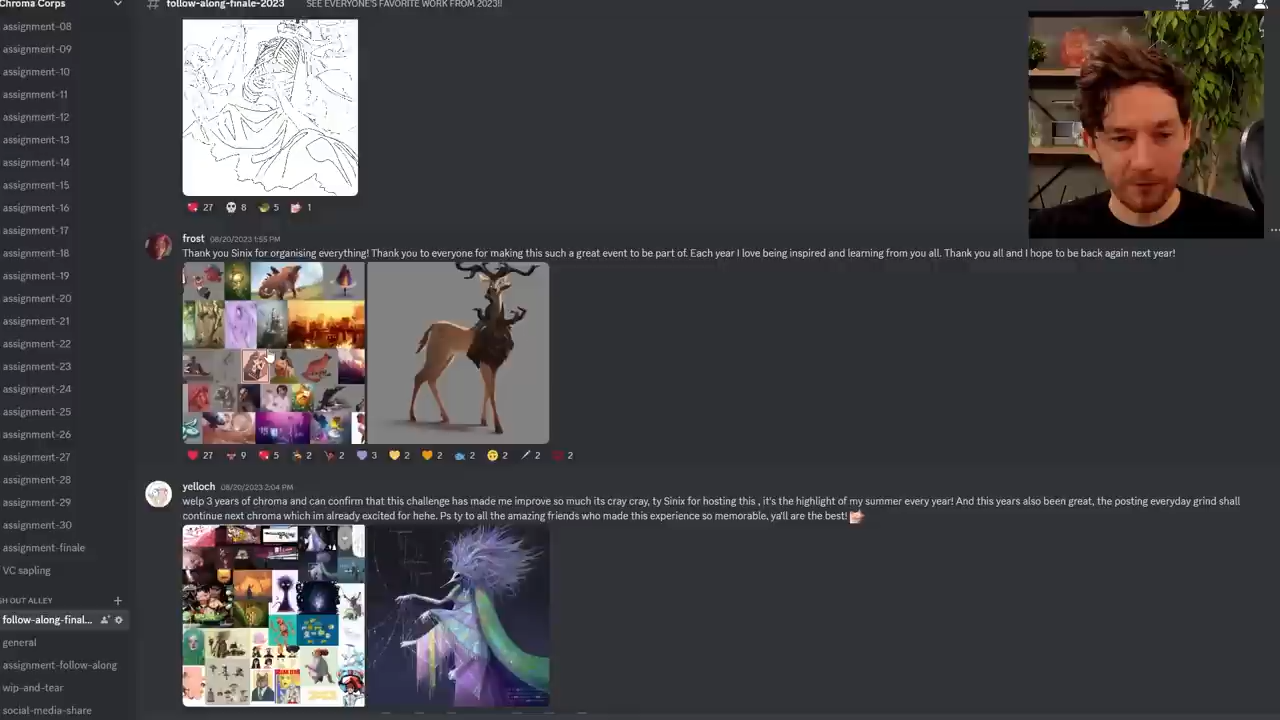 Chroma Corps
follow-along-finale-2023
SEE EVERYONE'S FAVORITE WORK FROM 2023!!
assignment-08
assignment-09
assignment-10
assignment-11
assignment-12
assignment-13
assignment-14
assignment-15
assignment-16
assignment-17
assignment-18
assignment-19
assignment-20
assignment-21
assignment-22
assignment-23
assignment-24
assignment-25
assignment-26
assignment-27
assignment-28
assignment-29
assignment-30
assignment-finale
VC sapling
SH OUT ALLEY
follow-along-final...
general
assignment-follow-along
wip-and-tear
social-media-share
27 8 5 1
frost 08/20/2023 1:55 PM
Thank you Sinix for organising everything! Thank you to everyone for making this such a great event to be part of. Each year I love being inspired and learning from you all. Thank you all and I hope to be back again next year!
27 9 5 2 2 3 2 2 2 2 2 2
yelloch 08/20/2023 2:04 PM
welp 3 years of chroma and can confirm that this challenge has made me improve so much its cray cray, ty Sinix for hosting this , it's the highlight of my summer every year! And this years also been great, the posting everyday grind shall
continue next chroma which im already excited for hehe. Ps ty to all the amazing friends who made this experience so memorable, ya'll are the best!